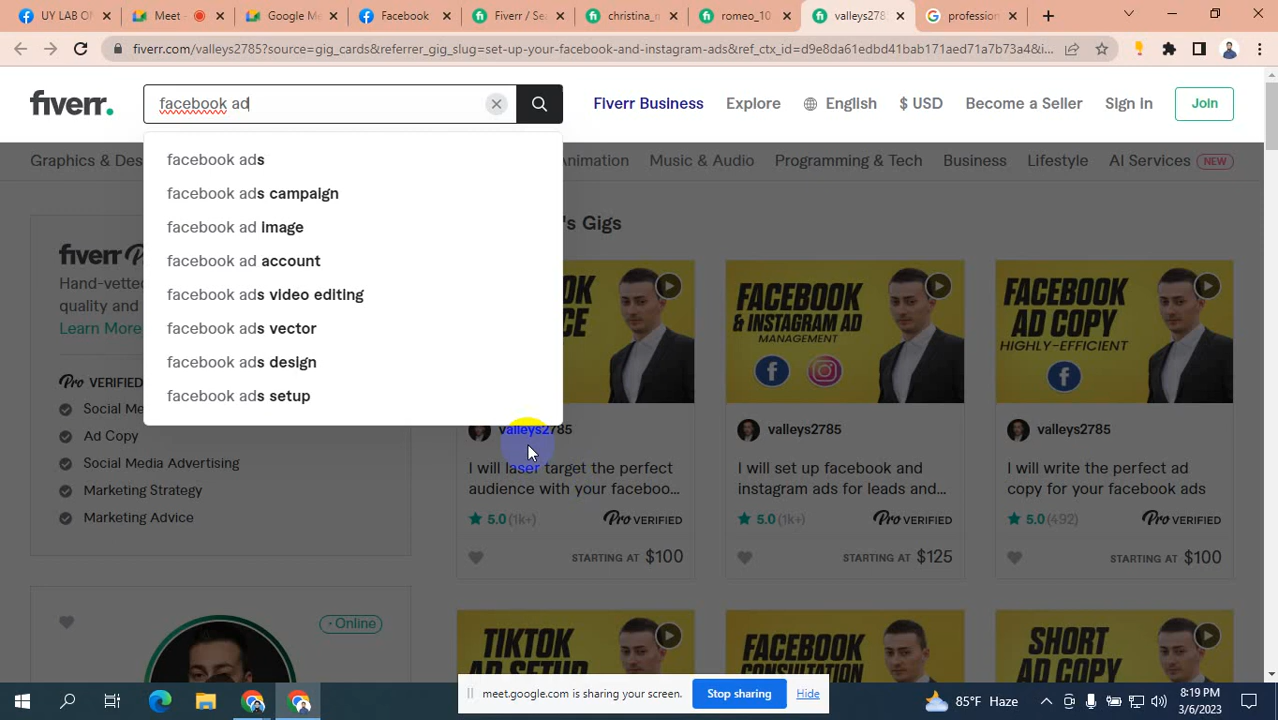 UY LAB ON
Meet -
Google M
Facebook
Fiverr / Sea
christina_m
romeo_10
valleys2785
profession
fiverr.com/valleys2785?source=gig_cards&referrer_gig_slug=set-up-your-facebook-and-instagram-ads&ref_ctx_id=d9e8da61edbd41bab171aed71a7b73a4&i...
fiverr.
facebook ad
Fiverr Business
Explore
English
$ USD
Become a Seller
Sign In
Join
Graphics & Des
Animation
Music & Audio
Programming & Tech
Business
Lifestyle
AI Services NEW
facebook ads
facebook ads campaign
facebook ad image
facebook ad account
facebook ads video editing
facebook ads vector
facebook ads design
facebook ads setup
fiverr
Hand-vetted
quality and
Learn More
Pro VERIFIED
Social Me
Ad Copy
Social Media Advertising
Marketing Strategy
Marketing Advice
Online
's Gigs
FACEBOOK
& INSTAGRAM AD
MANAGEMENT
FACEBOOK
AD COPY
HIGHLY-EFFICIENT
valleys2785
valleys2785
valleys2785
I will laser target the perfect
audience with your faceboo...
I will set up facebook and
instagram ads for leads and...
I will write the perfect ad
copy for your facebook ads
5.0 (1k+) Pro VERIFIED
5.0 (1k+) Pro VERIFIED
5.0 (492) Pro VERIFIED
STARTING AT $100
STARTING AT $125
STARTING AT $100
TIKTOK
AD SETUP
FACEBOOK
CONSULTATION
SHORT
AD COPY
meet.google.com is sharing your screen.
Stop sharing
Hide
85°F Haze
8:19 PM
3/6/2023